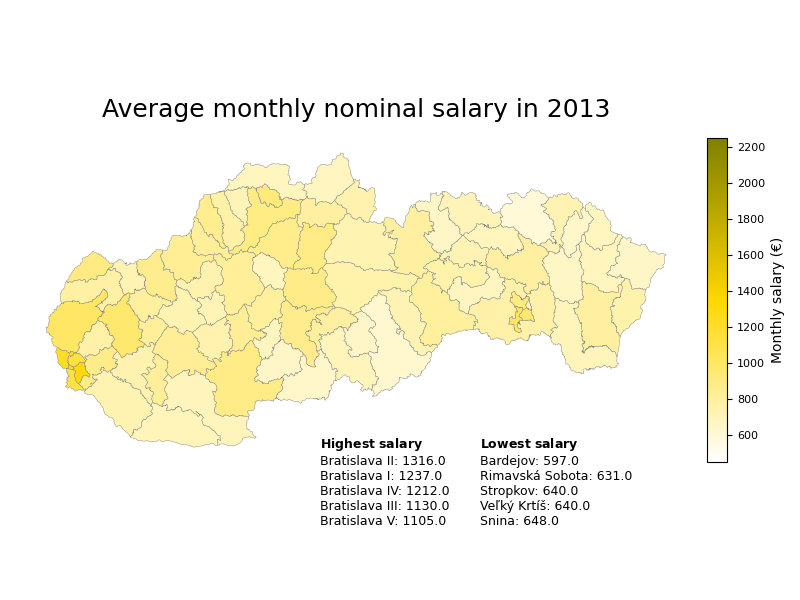 Average monthly nominal salary in 2013
2200
2000
1800
1600
1400
1200
1000
800
600
Monthly salary (€)
Highest salary
Bratislava II: 1316.0
Bratislava I: 1237.0
Bratislava IV: 1212.0
Bratislava III: 1130.0
Bratislava V: 1105.0
Lowest salary
Bardejov: 597.0
Rimavská Sobota: 631.0
Stropkov: 640.0
Veľký Krtíš: 640.0
Snina: 648.0